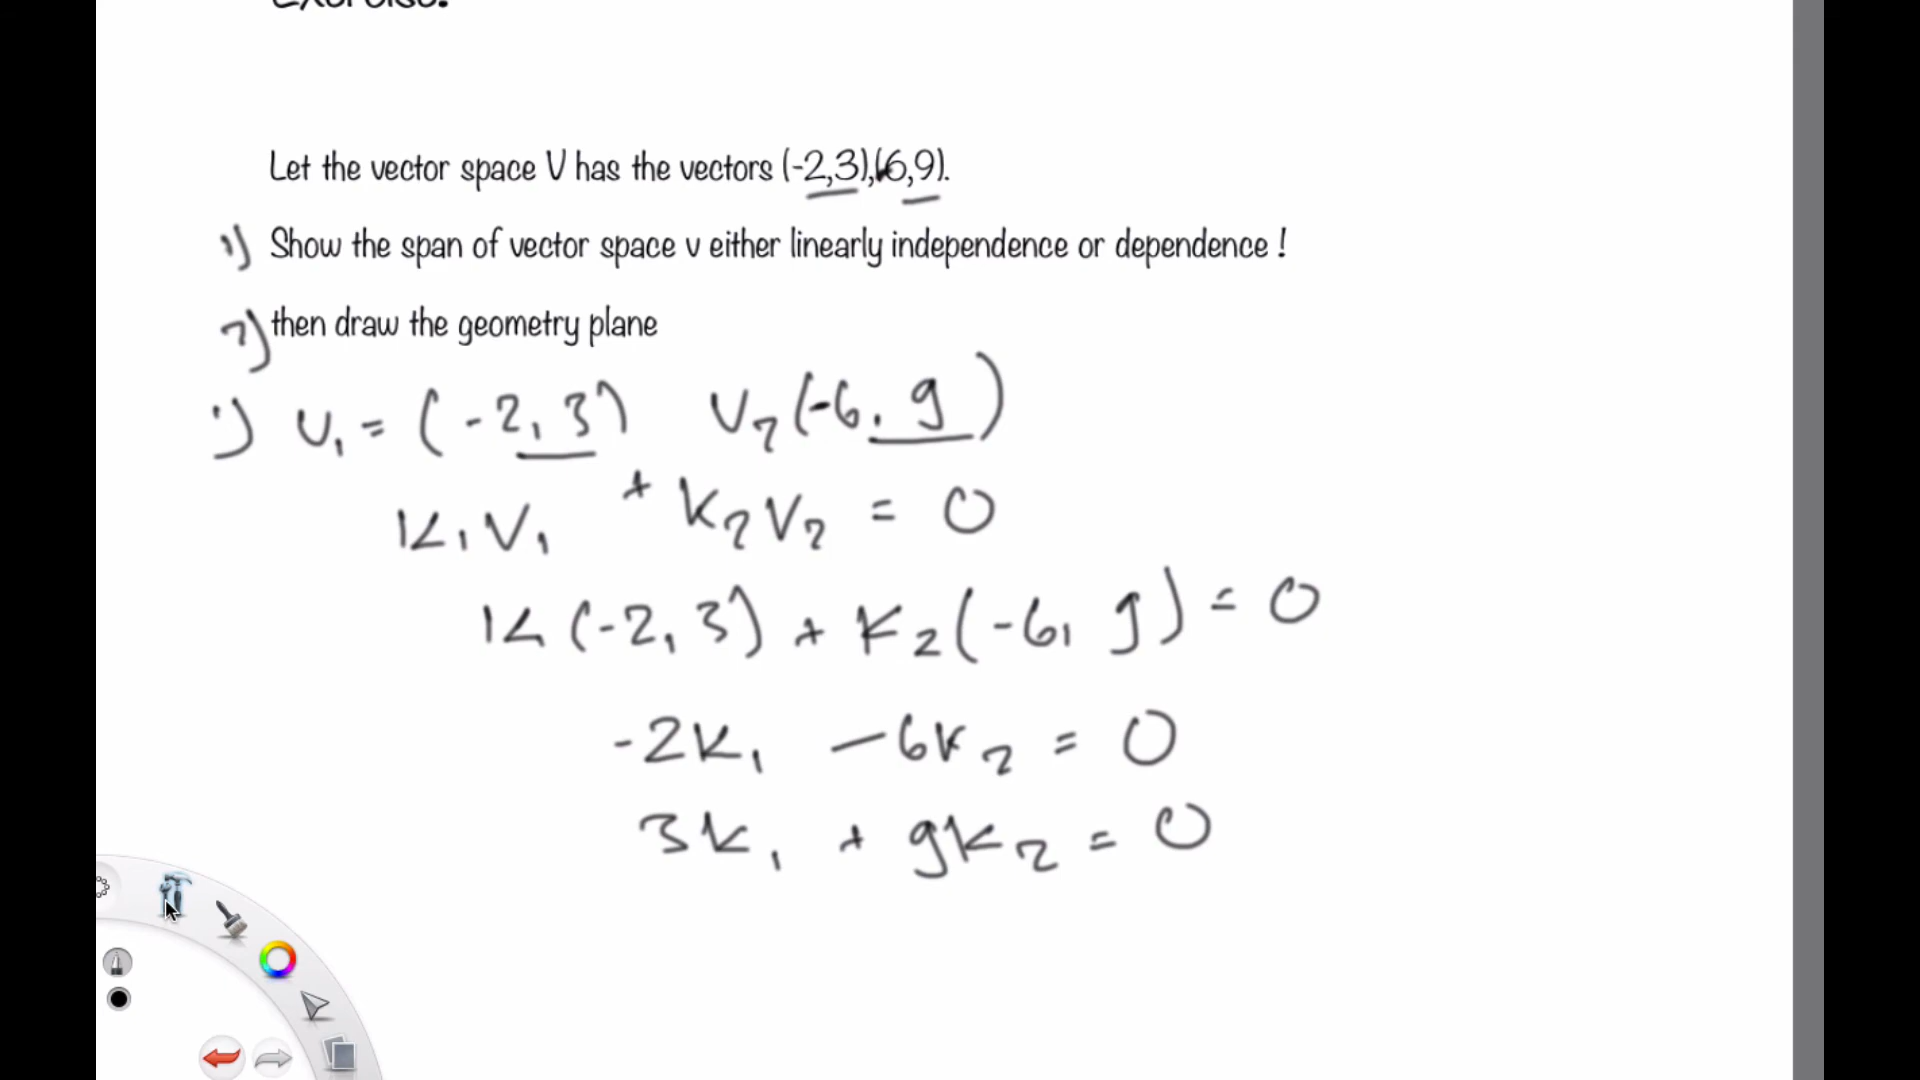 Exercise:
Let the vector space V has the vectors (-2,3),(-6,9).
1) Show the span of vector space v either linearly independence or dependence !
2) then draw the geometry plane
1) V₁ = (-2, 3) V₂(-6, 9)
K₁V₁ + K₂V₂ = 0
K(-2, 3) + K₂(-6, 9) = 0
-2K₁ - 6K₂ = 0
3K₁ + 9K₂ = 0